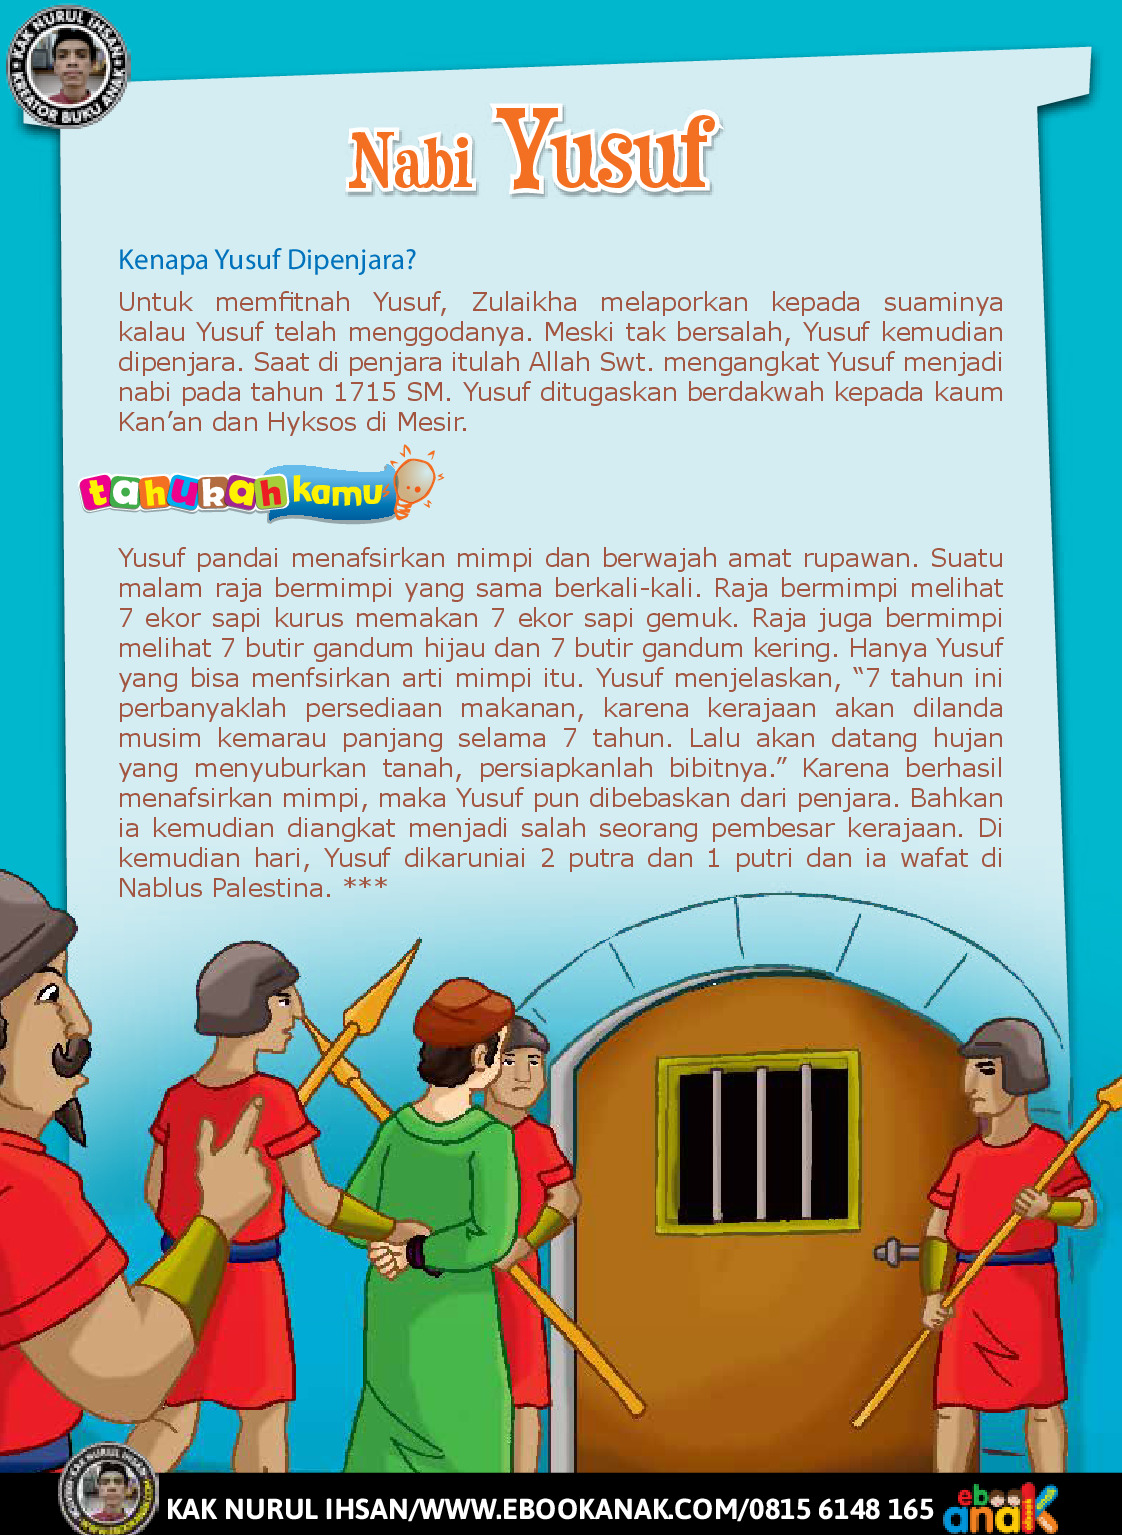 KAK NURUL IHSAN
KREATOR BUKU ANAK
Nabi Yusuf
Kenapa Yusuf Dipenjara?
Untuk memfitnah Yusuf, Zulaikha melaporkan kepada suaminya
kalau Yusuf telah menggodanya. Meski tak bersalah, Yusuf kemudian
dipenjara. Saat di penjara itulah Allah Swt. mengangkat Yusuf menjadi
nabi pada tahun 1715 SM. Yusuf ditugaskan berdakwah kepada kaum
Kan’an dan Hyksos di Mesir.
tahukah kamu
Yusuf pandai menafsirkan mimpi dan berwajah amat rupawan. Suatu
malam raja bermimpi yang sama berkali-kali. Raja bermimpi melihat
7 ekor sapi kurus memakan 7 ekor sapi gemuk. Raja juga bermimpi
melihat 7 butir gandum hijau dan 7 butir gandum kering. Hanya Yusuf
yang bisa menfsirkan arti mimpi itu. Yusuf menjelaskan, “7 tahun ini
perbanyaklah persediaan makanan, karena kerajaan akan dilanda
musim kemarau panjang selama 7 tahun. Lalu akan datang hujan
yang menyuburkan tanah, persiapkanlah bibitnya.” Karena berhasil
menafsirkan mimpi, maka Yusuf pun dibebaskan dari penjara. Bahkan
ia kemudian diangkat menjadi salah seorang pembesar kerajaan. Di
kemudian hari, Yusuf dikaruniai 2 putra dan 1 putri dan ia wafat di
Nablus Palestina. ***
KAK NURUL IHSAN/WWW.EBOOKANAK.COM/0815 6148 165
ebook
anak